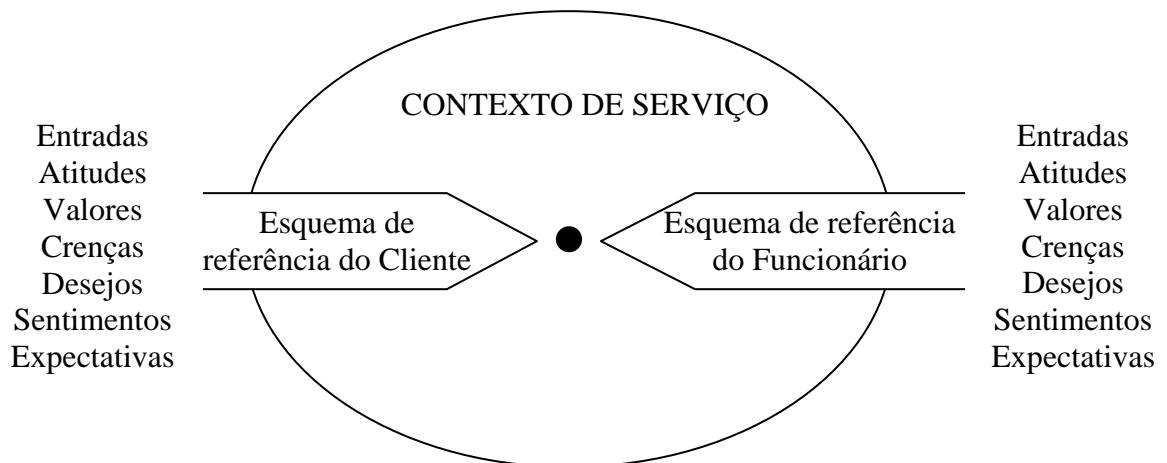 CONTEXTO DE SERVIÇO
Entradas
Atitudes
Valores
Crenças
Desejos
Sentimentos
Expectativas
Esquema de
referência do Cliente
Esquema de referência
do Funcionário
Entradas
Atitudes
Valores
Crenças
Desejos
Sentimentos
Expectativas